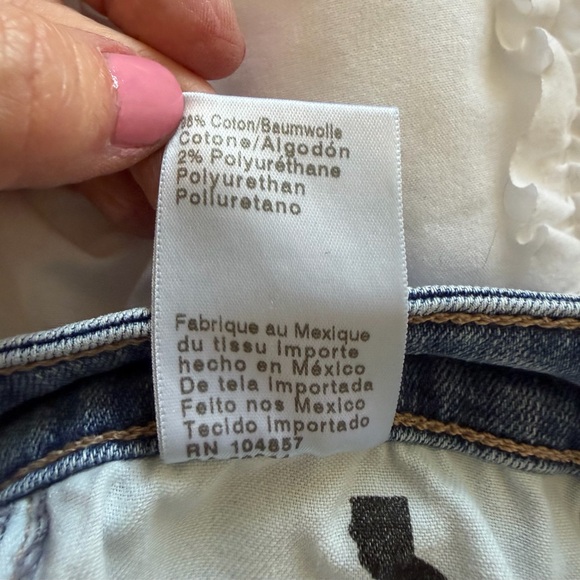 98% Coton/Baumwolle
Cotone/Algodón
2% Polyuréthane
Polyurethan
Poliuretano
Fabrique au Mexique
du tissu Importe
hecho en México
De tela Importada
Feito nos Mexico
Tecido Importado
RN 104857